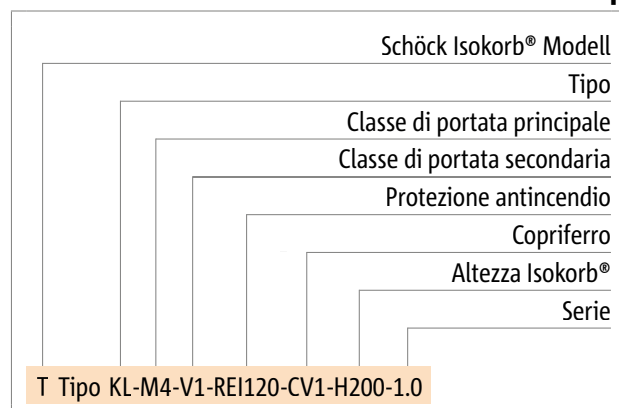 Schöck Isokorb® Modell
Tipo
Classe di portata principale
Classe di portata secondaria
Protezione antincendio
Copriferro
Altezza Isokorb®
Serie
T Tipo KL-M4-V1-REI120-CV1-H200-1.0